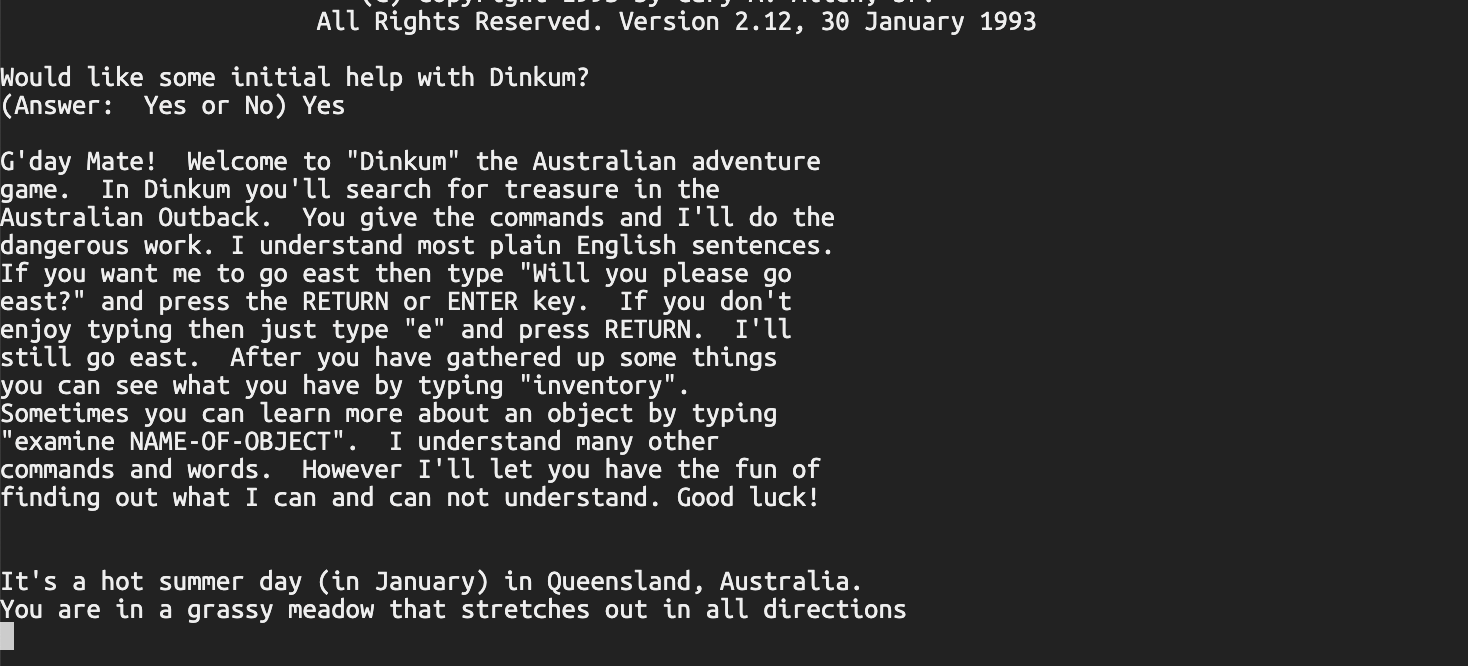 (c) Copyright 1993 by Gary M.
All Rights Reserved. Version 2.12, 30 January 1993
Would like some initial help with Dinkum?
(Answer:  Yes or No) Yes
G'day Mate!  Welcome to "Dinkum" the Australian adventure
game.  In Dinkum you'll search for treasure in the
Australian Outback.  You give the commands and I'll do the
dangerous work. I understand most plain English sentences.
If you want me to go east then type "Will you please go
east?" and press the RETURN or ENTER key.  If you don't
enjoy typing then just type "e" and press RETURN.  I'll
still go east.  After you have gathered up some things
you can see what you have by typing "inventory".
Sometimes you can learn more about an object by typing
"examine NAME-OF-OBJECT".  I understand many other
commands and words.  However I'll let you have the fun of
finding out what I can and can not understand. Good luck!
It's a hot summer day (in January) in Queensland, Australia.
You are in a grassy meadow that stretches out in all directions